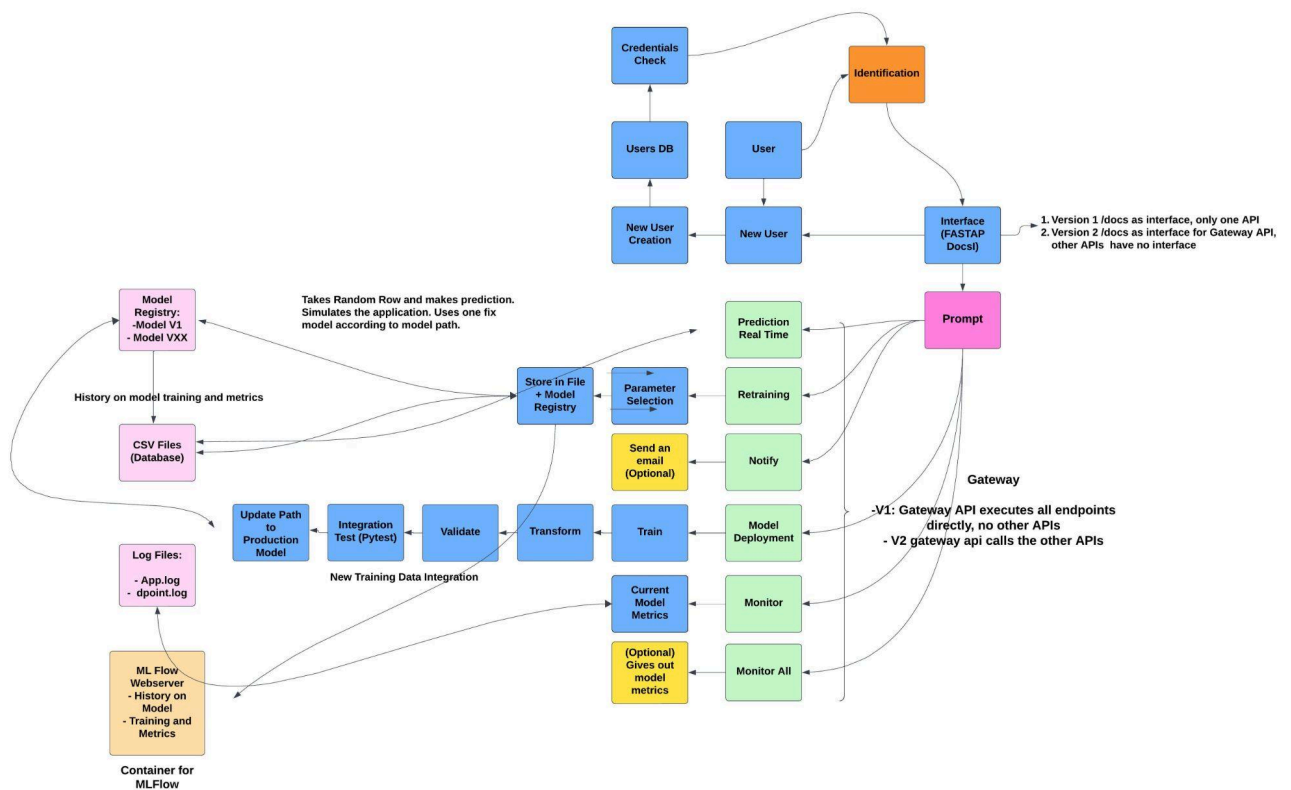 Credentials
Check
Identification
Users DB
User
New User
Creation
New User
Interface
(FASTAP
DocsI)
1. Version 1 /docs as interface, only one API
2. Version 2 /docs as interface for Gateway API,
other APIs have no interface
Model
Registry:
-Model V1
- Model VXX
Takes Random Row and makes prediction.
Simulates the application. Uses one fix
model according to model path.
Prediction
Real Time
Prompt
History on model training and metrics
Store in File
+ Model
Registry
Parameter
Selection
Retraining
CSV Files
(Database)
Send an
email
(Optional)
Notify
Gateway
-V1: Gateway API executes all endpoints
directly, no other APIs
- V2 gateway api calls the other APIs
Update Path
to
Production
Model
Integration
Test (Pytest)
Validate
Transform
Train
Model
Deployment
Log Files:
- App.log
- dpoint.log
New Training Data Integration
Current
Model
Metrics
Monitor
(Optional)
Gives out
model
metrics
Monitor All
ML Flow
Webserver
- History on
Model
- Training and
Metrics
Container for
MLFlow